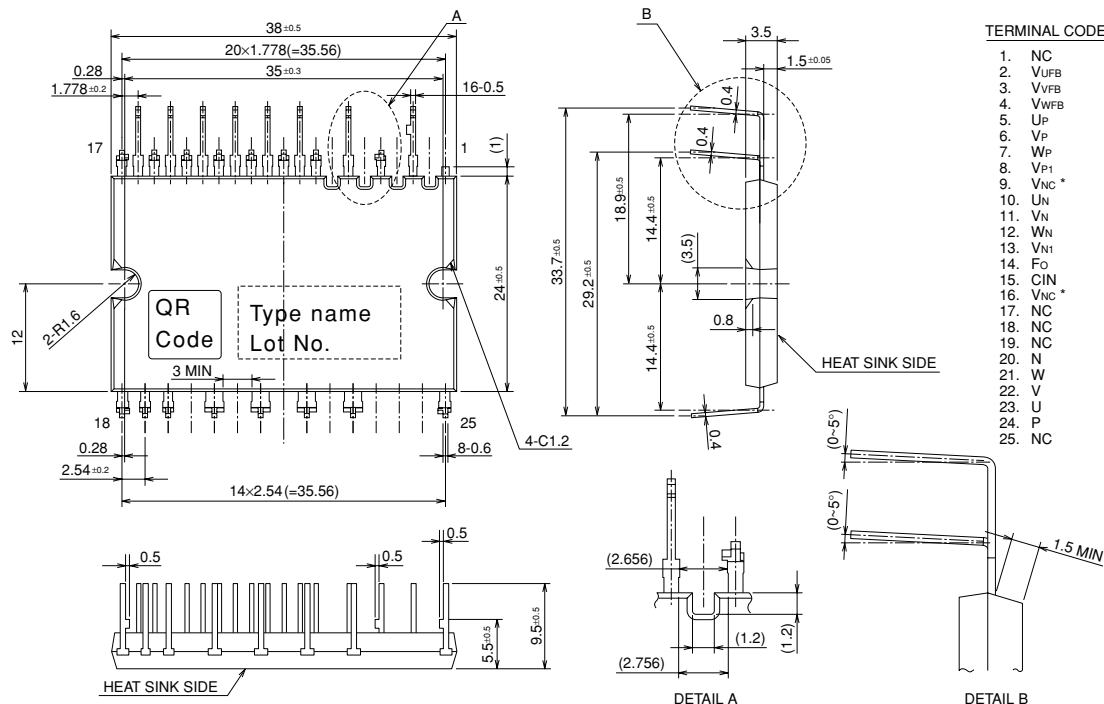 A
B
38±0.5
20×1.778(=35.56)
0.28
35±0.3
1.778±0.2
16-0.5
17
1
(1)
3.5
1.5±0.05
0.4
0.4
33.7±0.5
29.2±0.5
18.9±0.5
14.4±0.5
(3.5)
14.4±0.5
0.8
0.4
HEAT SINK SIDE
12
2-R1.6
QR
Code
Type name
Lot No.
24±0.5
3 MIN
18
25
4-C1.2
0.28
8-0.6
2.54±0.2
14×2.54(=35.56)
0.5
0.5
0.5
5.5±0.5
9.5±0.5
HEAT SINK SIDE
(2.656)
(1.2)
(1.2)
(2.756)
DETAIL A
(0~5°)
(0~5°)
1.5 MIN
DETAIL B
TERMINAL CODE
1. NC
2. VUFB
3. VVFB
4. VWFB
5. UP
6. VP
7. WP
8. VP1
9. VNC *
10. UN
11. VN
12. WN
13. VN1
14. FO
15. CIN
16. VNC *
17. NC
18. NC
19. NC
20. N
21. W
22. V
23. U
24. P
25. NC